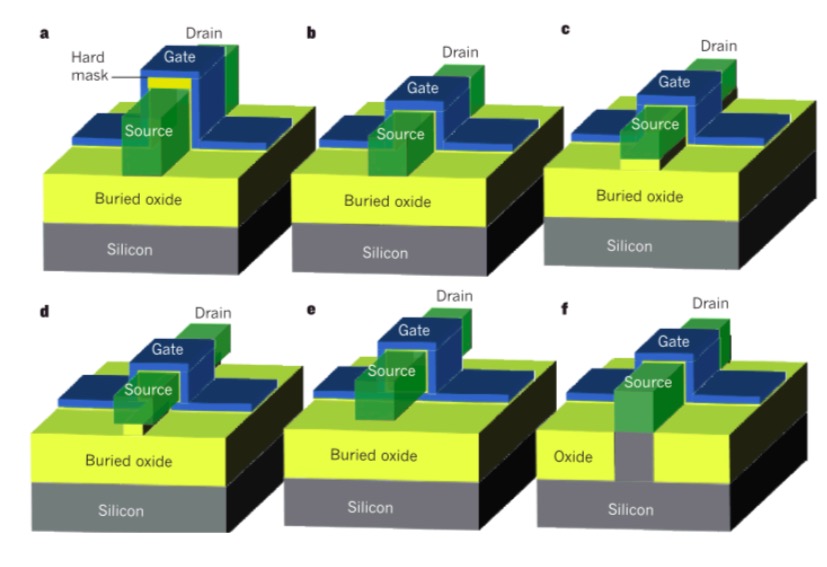 a
Drain
Hard
mask
Gate
Source
Buried oxide
Silicon
b
Drain
Gate
Source
Buried oxide
Silicon
c
Drain
Gate
Source
Buried oxide
Silicon
d
Drain
Gate
Source
Buried oxide
Silicon
e
Drain
Gate
Source
Buried oxide
Silicon
f
Drain
Gate
Source
Oxide
Silicon